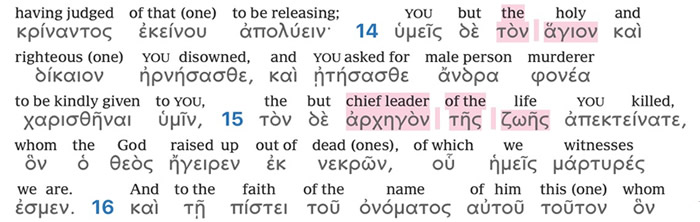 having judged of that (one) to be releasing; YOU but the holy and
κρίναντος ἐκείνου ἀπολύειν· 14 ὑμεῖς δὲ τὸν ἅγιον καὶ
righteous (one) YOU disowned, and YOU asked for male person murderer
δίκαιον ἠρνήσασθε, καὶ ᾐτήσασθε ἄνδρα φονέα
to be kindly given to YOU, the but chief leader of the life YOU killed,
χαρισθῆναι ὑμῖν, 15 τὸν δὲ ἀρχηγὸν τῆς ζωῆς ἀπεκτείνατε,
whom the God raised up out of dead (ones), of which we witnesses
ὃν ὁ θεὸς ἤγειρεν ἐκ νεκρῶν, οὗ ἡμεῖς μάρτυρές
we are. And to the faith of the name of him this (one) whom
ἐσμεν. 16 καὶ τῇ πίστει τοῦ ὀνόματος αὐτοῦ τοῦτον ὃν